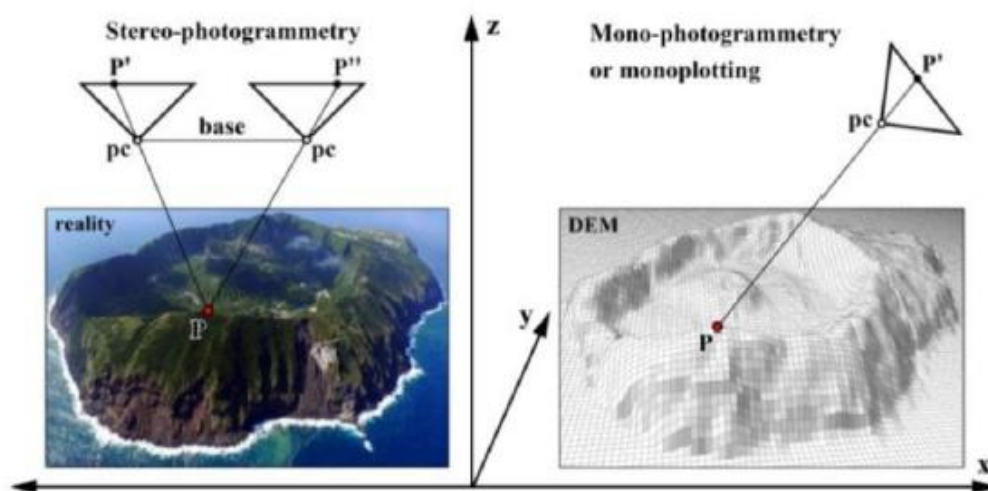 Stereo-photogrammetry
P'
P"
base
pc
pc
reality
P
z
y
x
Mono-photogrammetry
or monoplotting
P'
pc
DEM
P